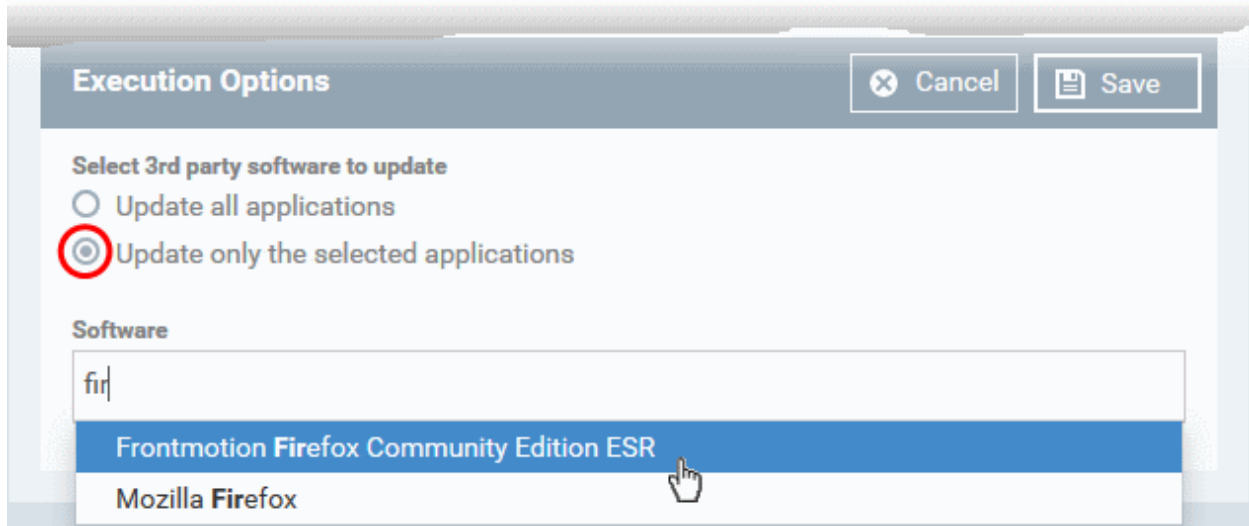 Execution Options
Cancel
Save
Select 3rd party software to update
Update all applications
Update only the selected applications
Software
fir
Frontmotion Firefox Community Edition ESR
Mozilla Firefox